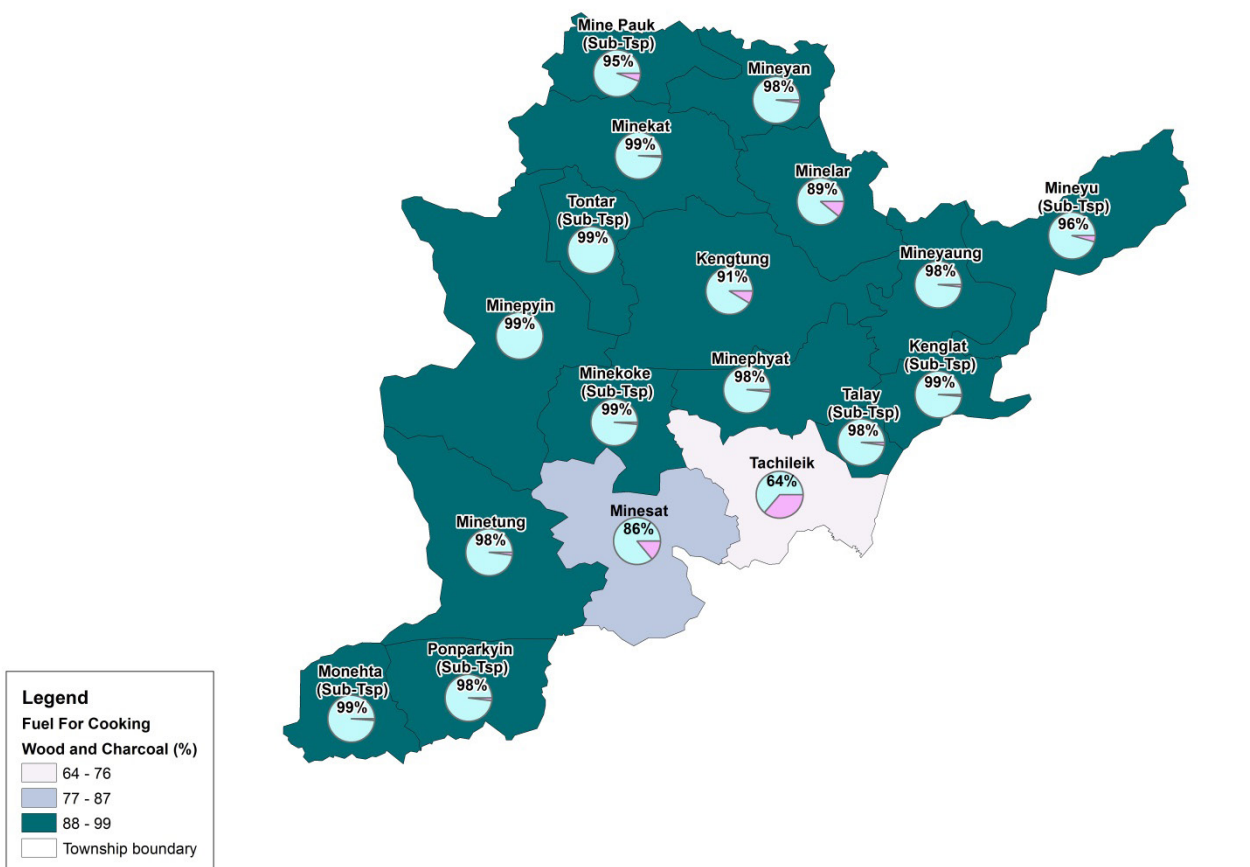 Mine Pauk
(Sub-Tsp)
95%
Mineyan
98%
Minekat
99%
Minelar
89%
Mineyu
(Sub-Tsp)
96%
Tontar
(Sub-Tsp)
99%
Kengtung
91%
Mineyaung
98%
Minepyin
99%
Minekoke
(Sub-Tsp)
99%
Minephyat
98%
Kenglat
(Sub-Tsp)
99%
Talay
(Sub-Tsp)
98%
Tachileik
64%
Minesat
86%
Minetung
98%
Ponparkyin
(Sub-Tsp)
98%
Monehta
(Sub-Tsp)
99%
Legend
Fuel For Cooking
Wood and Charcoal (%)
64 - 76
77 - 87
88 - 99
Township boundary